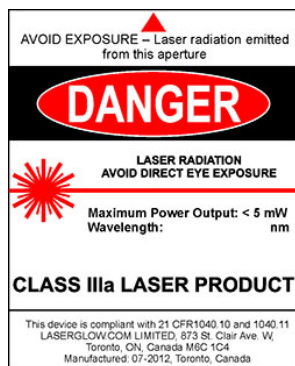 AVOID EXPOSURE – Laser radiation emitted
from this aperture
DANGER
LASER RADIATION
AVOID DIRECT EYE EXPOSURE
Maximum Power Output: < 5 mW
Wavelength: nm
CLASS IIIa LASER PRODUCT
This device is compliant with 21 CFR1040.10 and 1040.11
LASERGLOW.COM LIMITED, 873 St. Clair Ave. W,
Toronto, ON, Canada M6C 1C4
Manufactured: 07-2012, Toronto, Canada